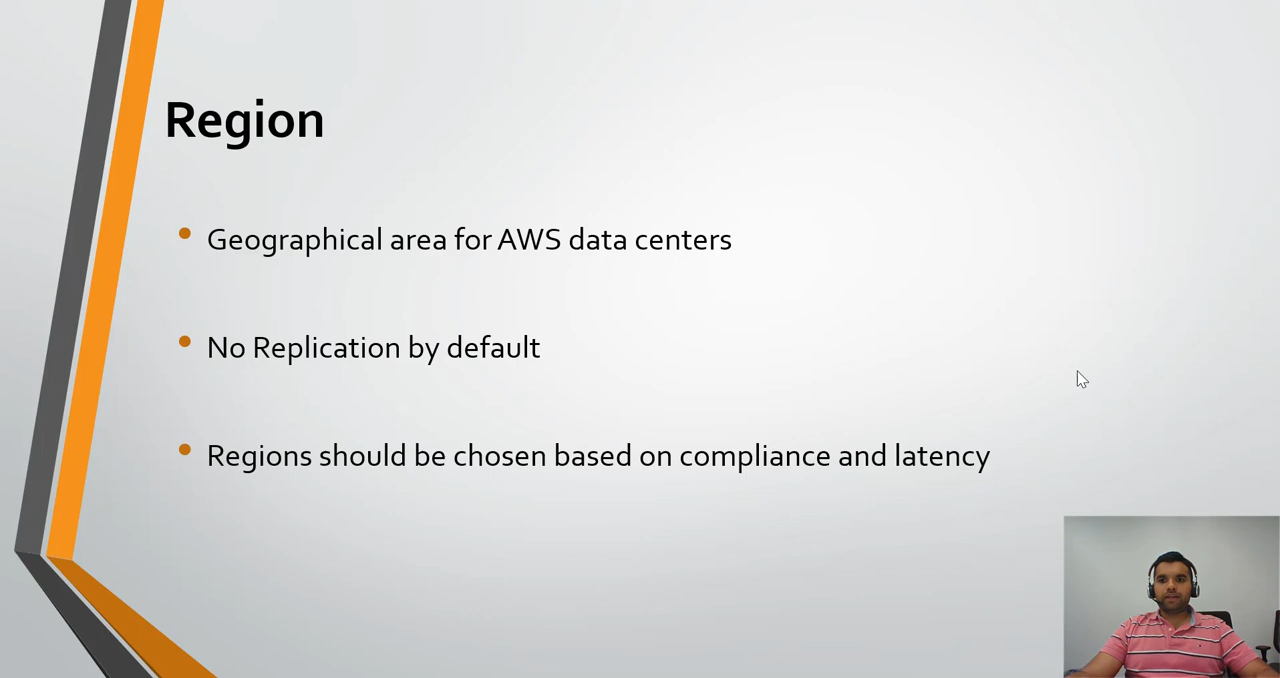 Region
Geographical area for AWS data centers
No Replication by default
Regions should be chosen based on compliance and latency